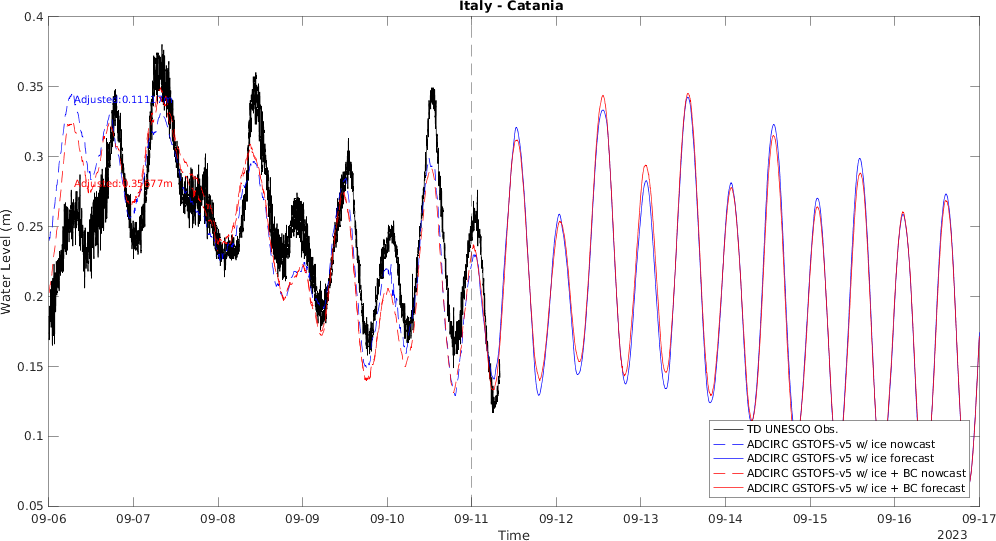 Italy - Catania
0.4
0.35
0.3
0.25
0.2
0.15
0.1
0.05
Water Level (m)
09-06
09-07
09-08
09-09
09-10
09-11
09-12
09-13
09-14
09-15
09-16
09-17
Time
2023
TD UNESCO Obs.
ADCIRC GSTOFS-v5 w/ ice nowcast
ADCIRC GSTOFS-v5 w/ ice forecast
ADCIRC GSTOFS-v5 w/ ice + BC nowcast
ADCIRC GSTOFS-v5 w/ ice + BC forecast